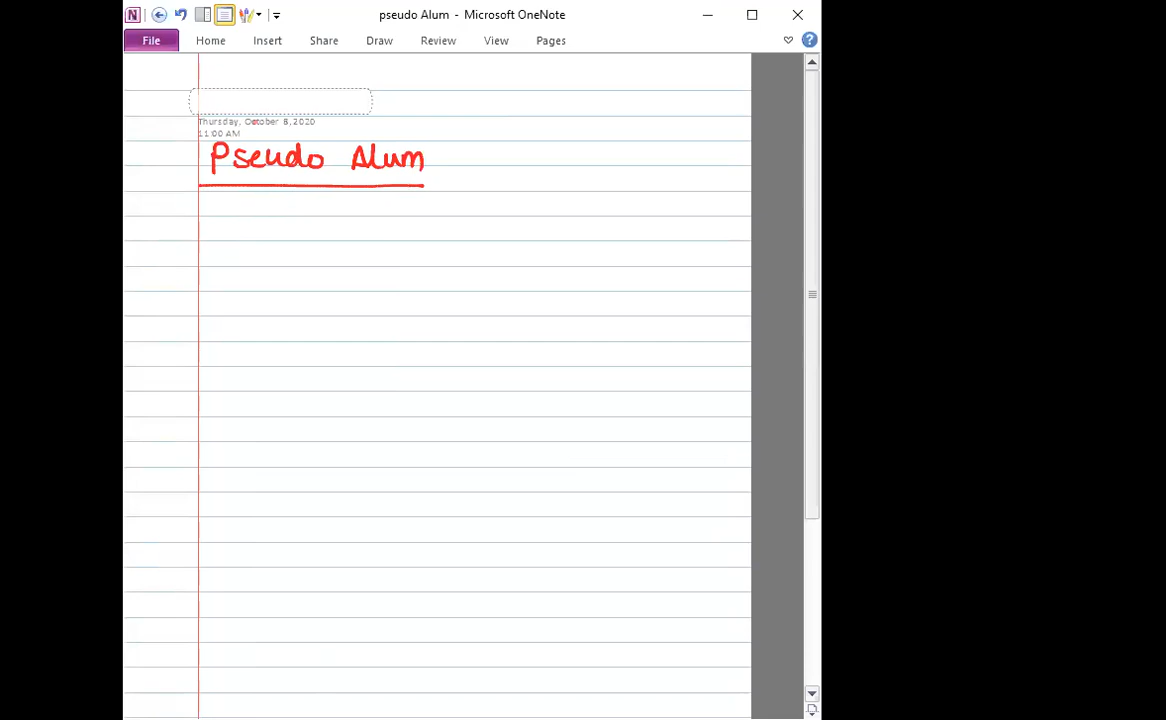 pseudo Alum - Microsoft OneNote
File Home Insert Share Draw Review View Pages
Thursday, October 8, 2020
11:00 AM
Pseudo Alum